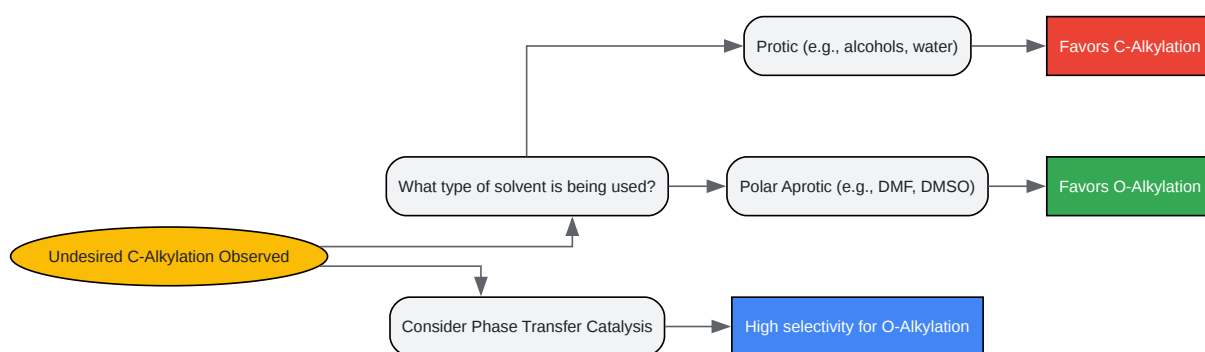 Protic (e.g., alcohols, water)
Favors C-Alkylation
What type of solvent is being used?
Polar Aprotic (e.g., DMF, DMSO)
Favors O-Alkylation
Undesired C-Alkylation Observed
Consider Phase Transfer Catalysis
High selectivity for O-Alkylation